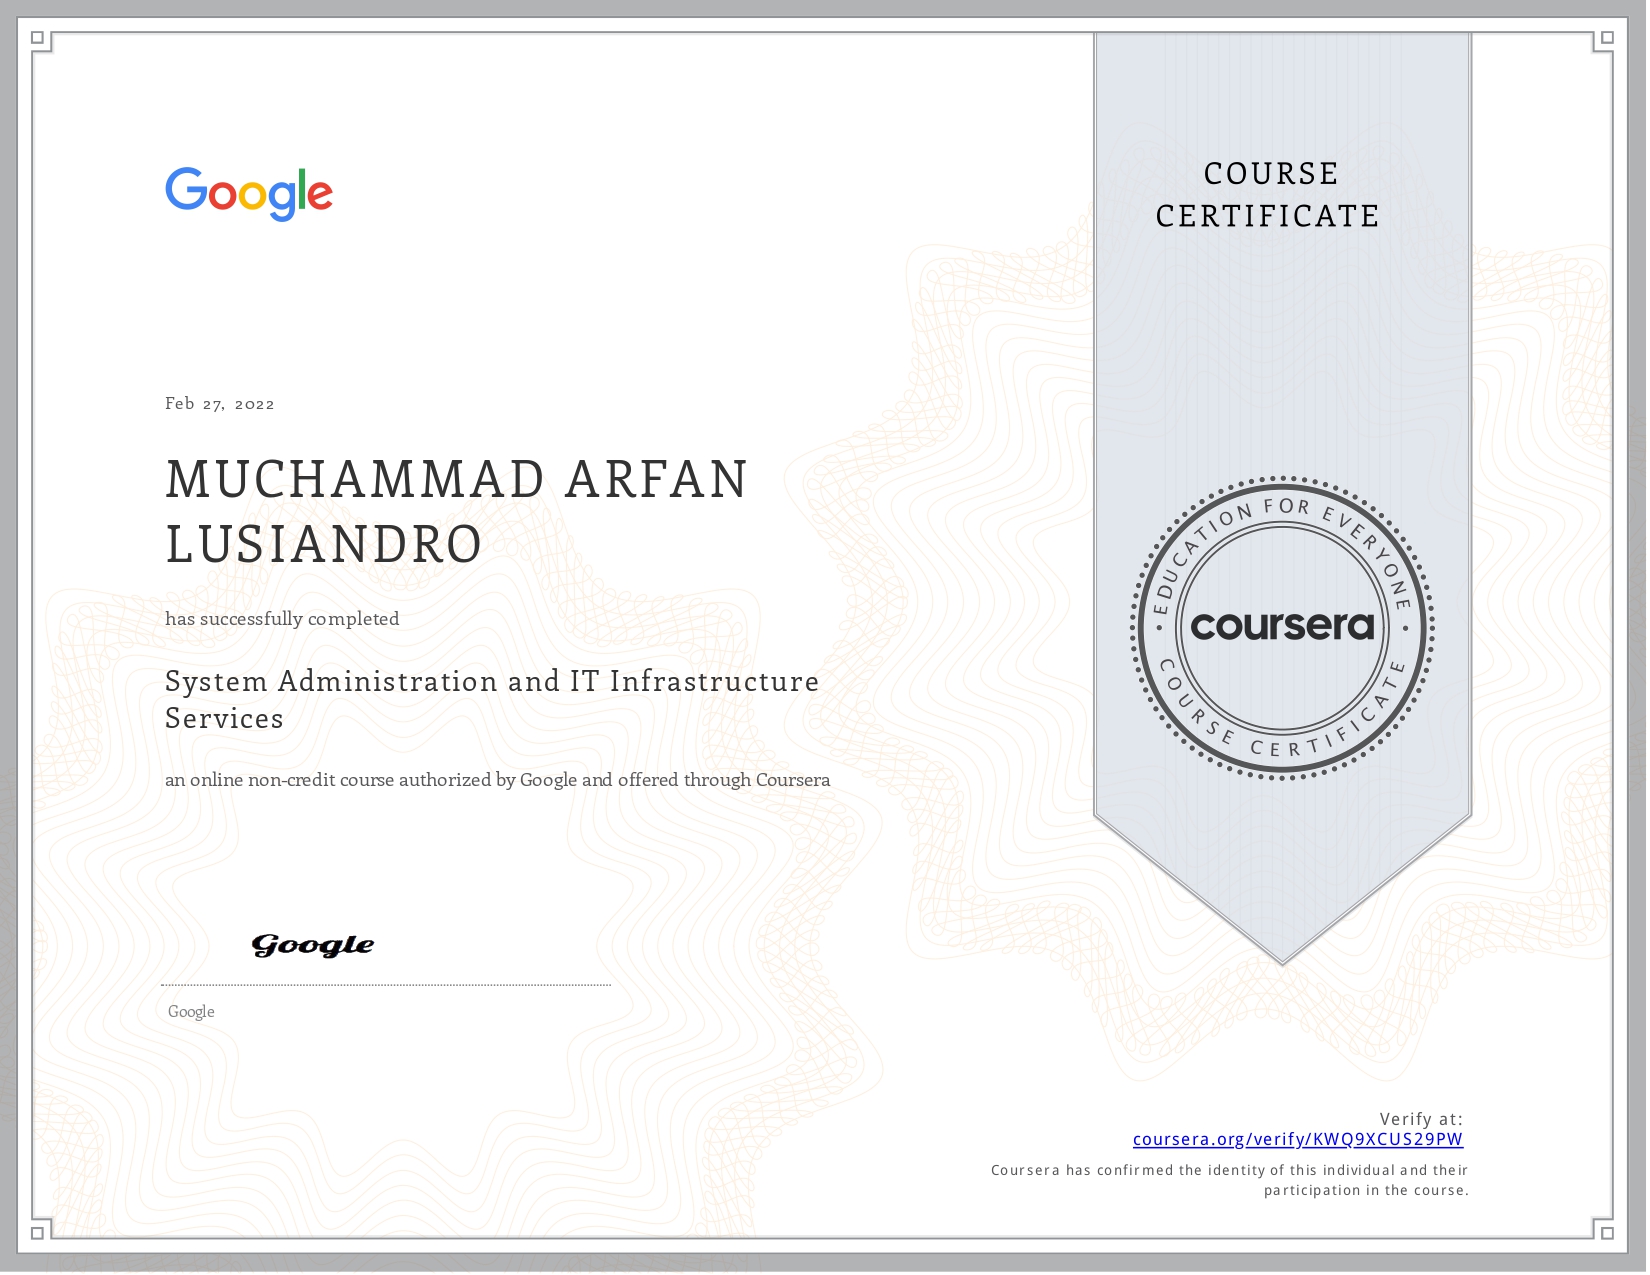 Google
COURSE
CERTIFICATE
Feb 27, 2022
MUCHAMMAD ARFAN
LUSIANDRO
has successfully completed
System Administration and IT Infrastructure
Services
an online non-credit course authorized by Google and offered through Coursera
EDUCATION FOR EVERYONE
coursera
COURSE CERTIFICATE
Google
Google
Verify at:
coursera.org/verify/KWQ9XCUS29PW
Coursera has confirmed the identity of this individual and their
participation in the course.